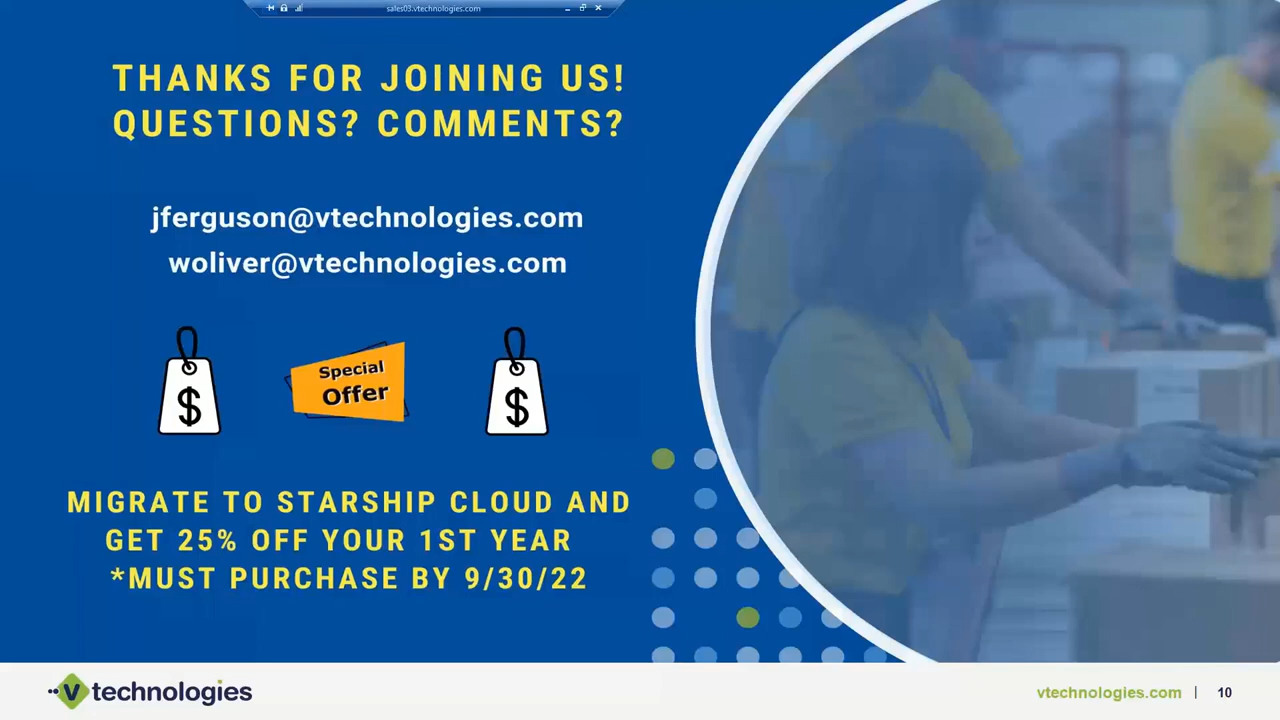 sales03.vtechnologies.com
THANKS FOR JOINING US!
QUESTIONS? COMMENTS?
jferguson@vtechnologies.com
woliver@vtechnologies.com
$
Special
Offer
$
MIGRATE TO STARSHIP CLOUD AND
GET 25% OFF YOUR 1ST YEAR
*MUST PURCHASE BY 9/30/22
V technologies
vtechnologies.com | 10